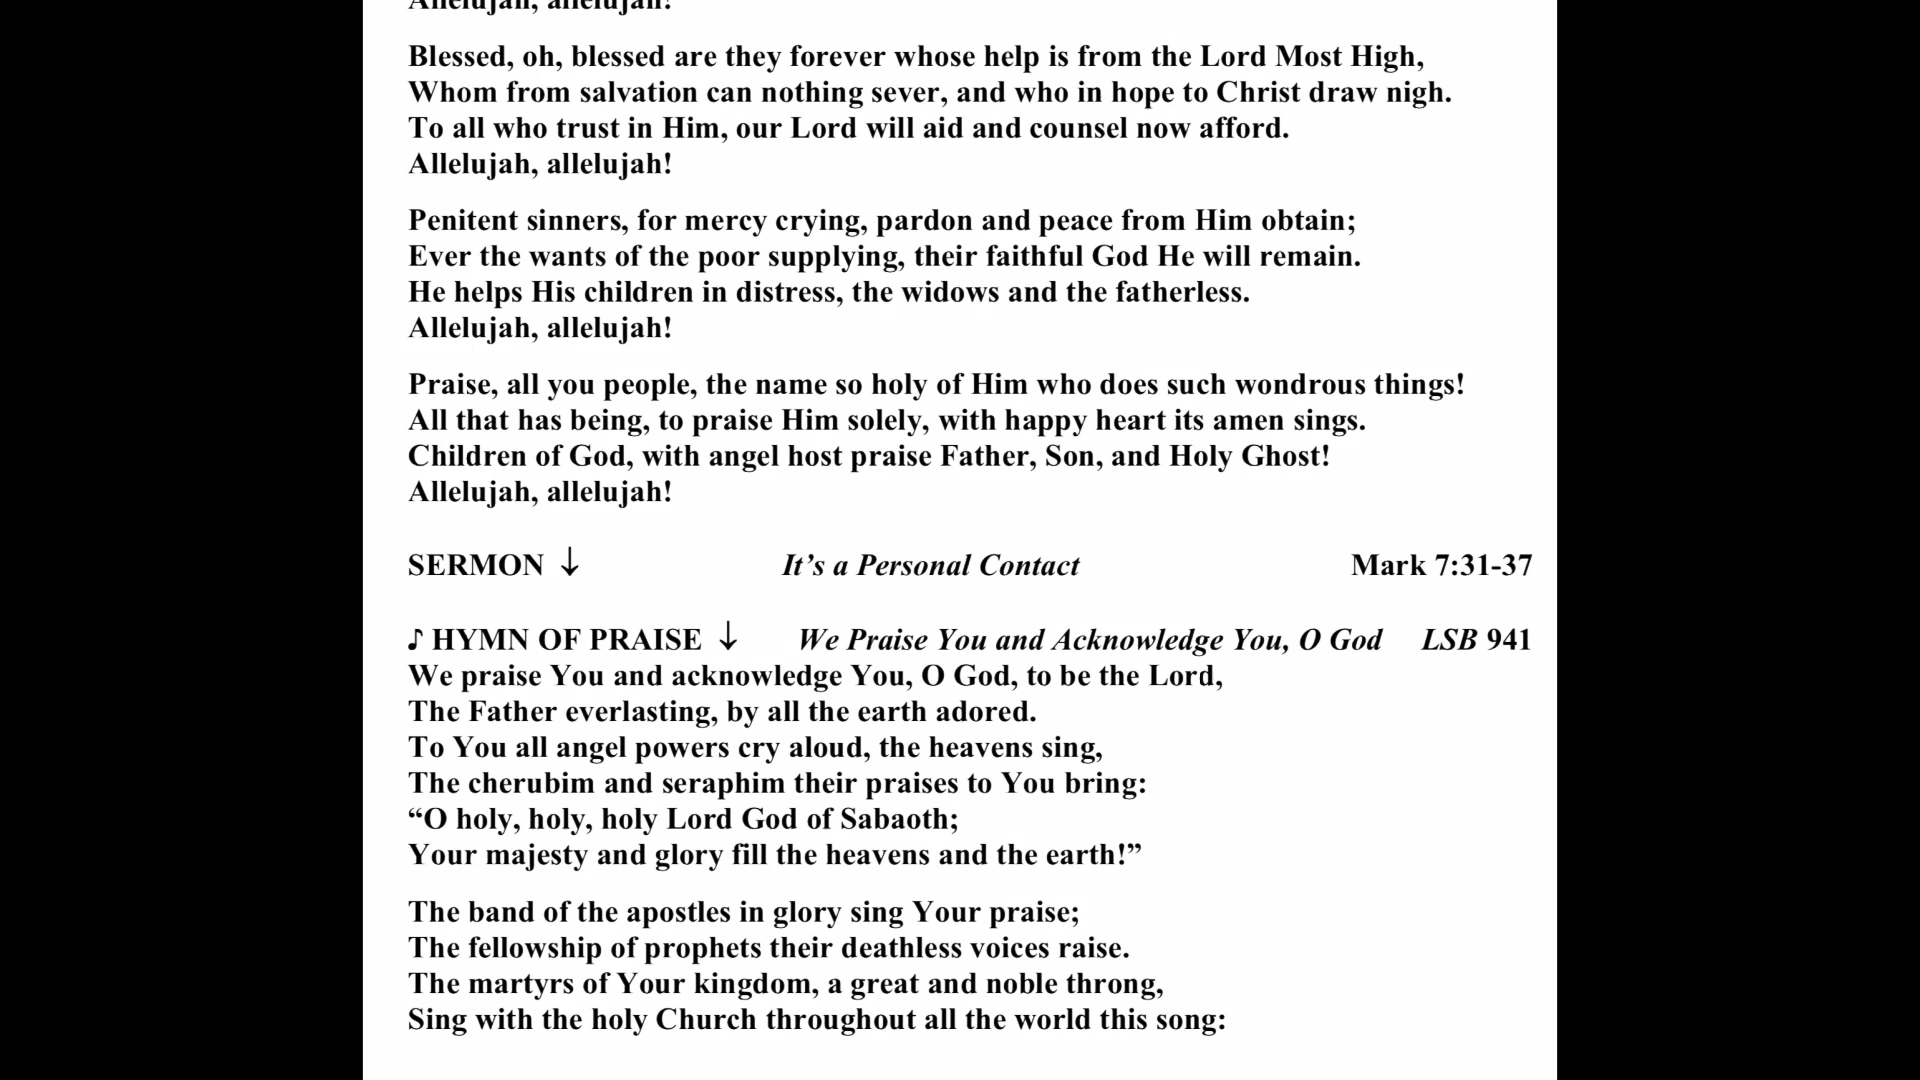 Allelujah, allelujah!
Blessed, oh, blessed are they forever whose help is from the Lord Most High,
Whom from salvation can nothing sever, and who in hope to Christ draw nigh.
To all who trust in Him, our Lord will aid and counsel now afford.
Allelujah, allelujah!
Penitent sinners, for mercy crying, pardon and peace from Him obtain;
Ever the wants of the poor supplying, their faithful God He will remain.
He helps His children in distress, the widows and the fatherless.
Allelujah, allelujah!
Praise, all you people, the name so holy of Him who does such wondrous things!
All that has being, to praise Him solely, with happy heart its amen sings.
Children of God, with angel host praise Father, Son, and Holy Ghost!
Allelujah, allelujah!
SERMON ↓ It’s a Personal Contact Mark 7:31-37
♪ HYMN OF PRAISE ↓ We Praise You and Acknowledge You, O God LSB 941
We praise You and acknowledge You, O God, to be the Lord,
The Father everlasting, by all the earth adored.
To You all angel powers cry aloud, the heavens sing,
The cherubim and seraphim their praises to You bring:
“O holy, holy, holy Lord God of Sabaoth;
Your majesty and glory fill the heavens and the earth!”
The band of the apostles in glory sing Your praise;
The fellowship of prophets their deathless voices raise.
The martyrs of Your kingdom, a great and noble throng,
Sing with the holy Church throughout all the world this song: